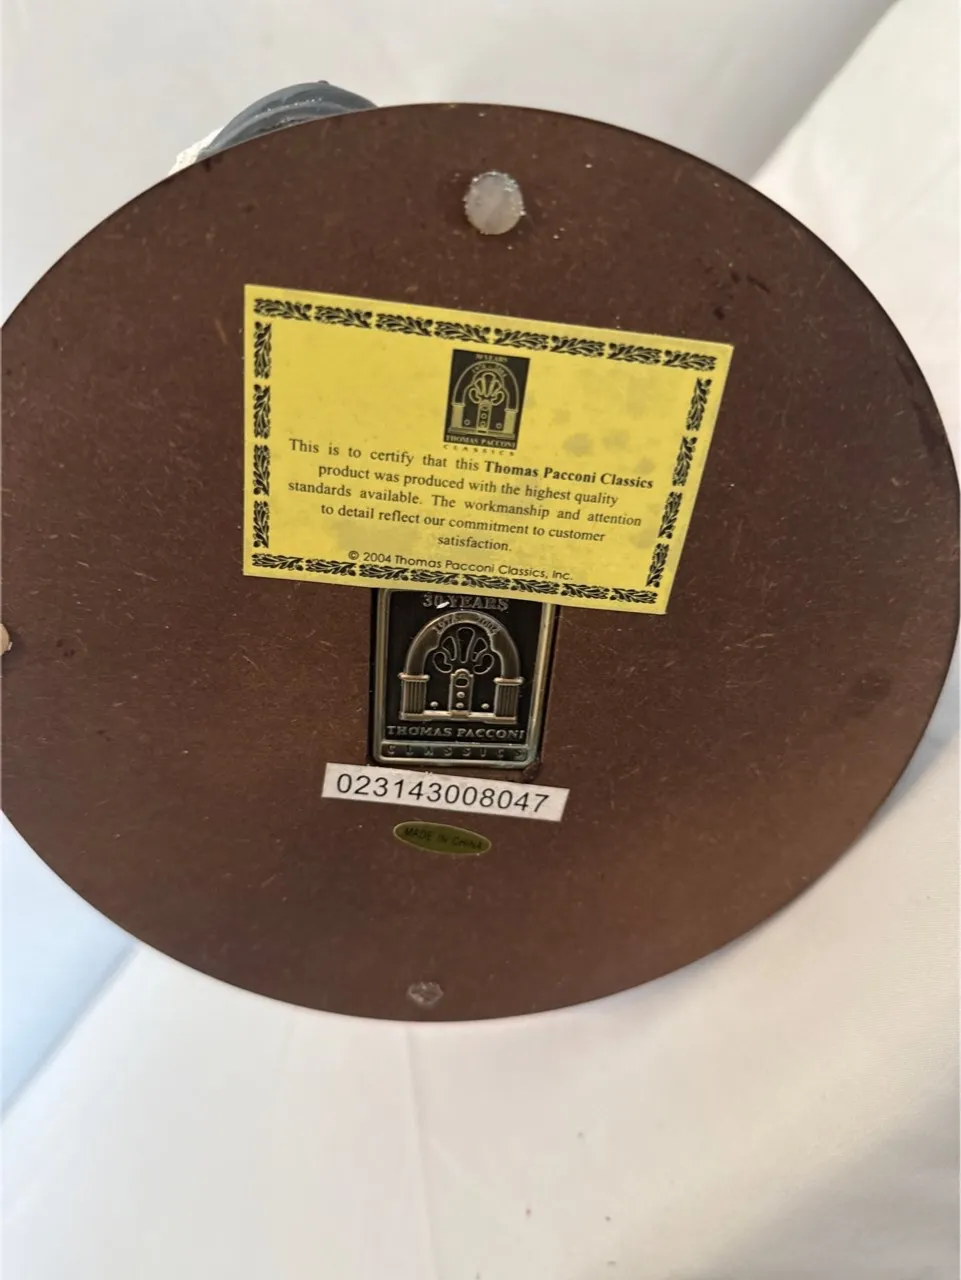 30 YEARS
THOMAS PACCONI
CLASSICS
This is to certify that this Thomas Pacconi Classics
product was produced with the highest quality
standards available. The workmanship and attention
to detail reflect our commitment to customer
satisfaction.
© 2004 Thomas Pacconi Classics, Inc.
30 YEARS
THOMAS PACCONI
CLASSICS
023143008047
MADE IN CHINA